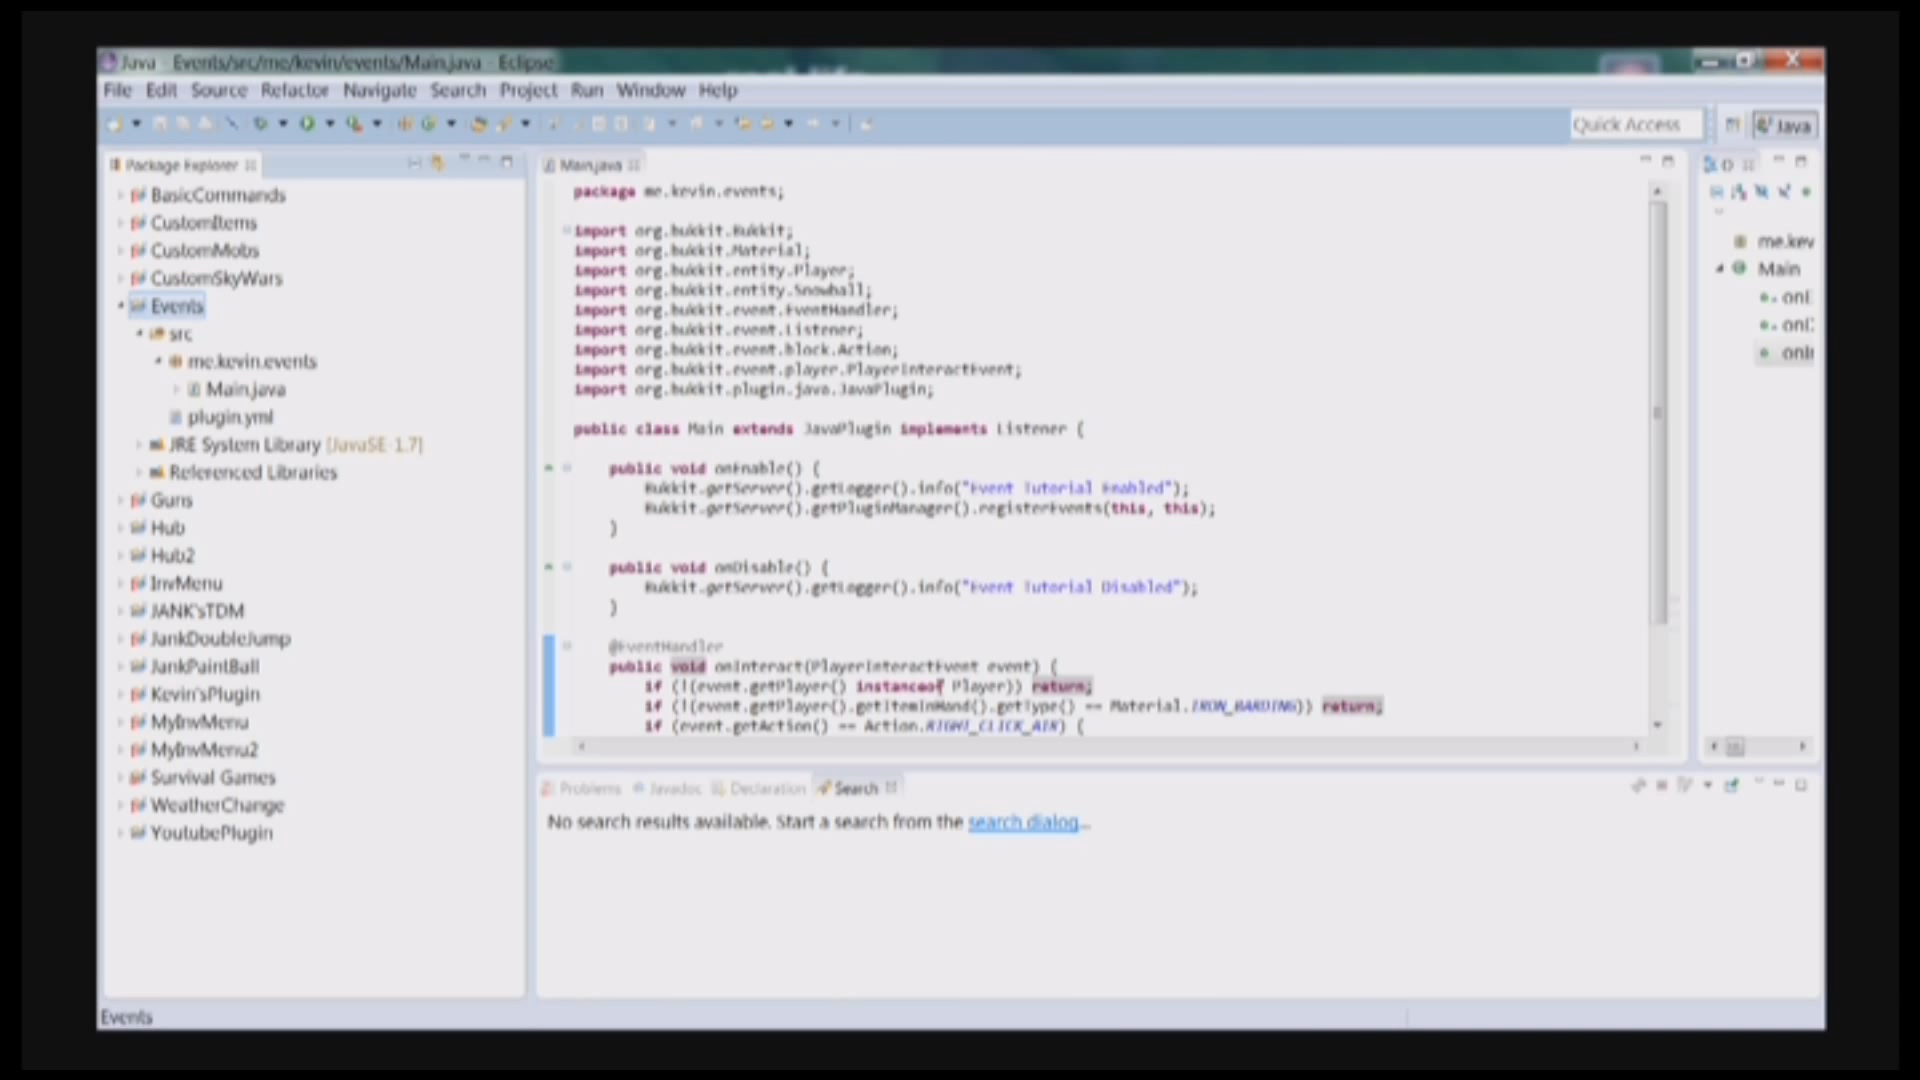 Java - Events/src/me/kevin/events/Main.java - Eclipse
File Edit Source Refactor Navigate Search Project Run Window Help
Quick Access
Java
Package Explorer
BasicCommands
CustomItems
CustomMobs
CustomSkyWars
Events
src
me.kevin.events
Main.java
plugin.yml
JRE System Library [JavaSE-1.7]
Referenced Libraries
Guns
Hub
Hub2
InvMenu
JANK'sTDM
JankDoubleJump
JankPaintBall
Kevin'sPlugin
MyInvMenu
MyInvMenu2
Survival Games
WeatherChange
YoutubePlugin
Main.java
package me.kevin.events;
import org.bukkit.Bukkit;
import org.bukkit.Material;
import org.bukkit.entity.Player;
import org.bukkit.entity.Snowball;
import org.bukkit.event.EventHandler;
import org.bukkit.event.Listener;
import org.bukkit.event.block.Action;
import org.bukkit.event.player.PlayerInteractEvent;
import org.bukkit.plugin.java.JavaPlugin;
public class Main extends JavaPlugin implements Listener {
public void onEnable() {
Bukkit.getServer().getLogger().info("Event Tutorial Enabled");
Bukkit.getServer().getPluginManager().registerEvents(this, this);
}
public void onDisable() {
Bukkit.getServer().getLogger().info("Event Tutorial Disabled");
}
@EventHandler
public void onInteract(PlayerInteractEvent event) {
if (!(event.getPlayer() instanceof Player)) return;
if (!(event.getPlayer().getItemInHand().getType() == Material.IRON_BARDING)) return;
if (event.getAction() == Action.RIGHT_CLICK_AIR) {
O
me.kev
Main
Problems Javadoc Declaration Search
No search results available. Start a search from the search dialog...
Events